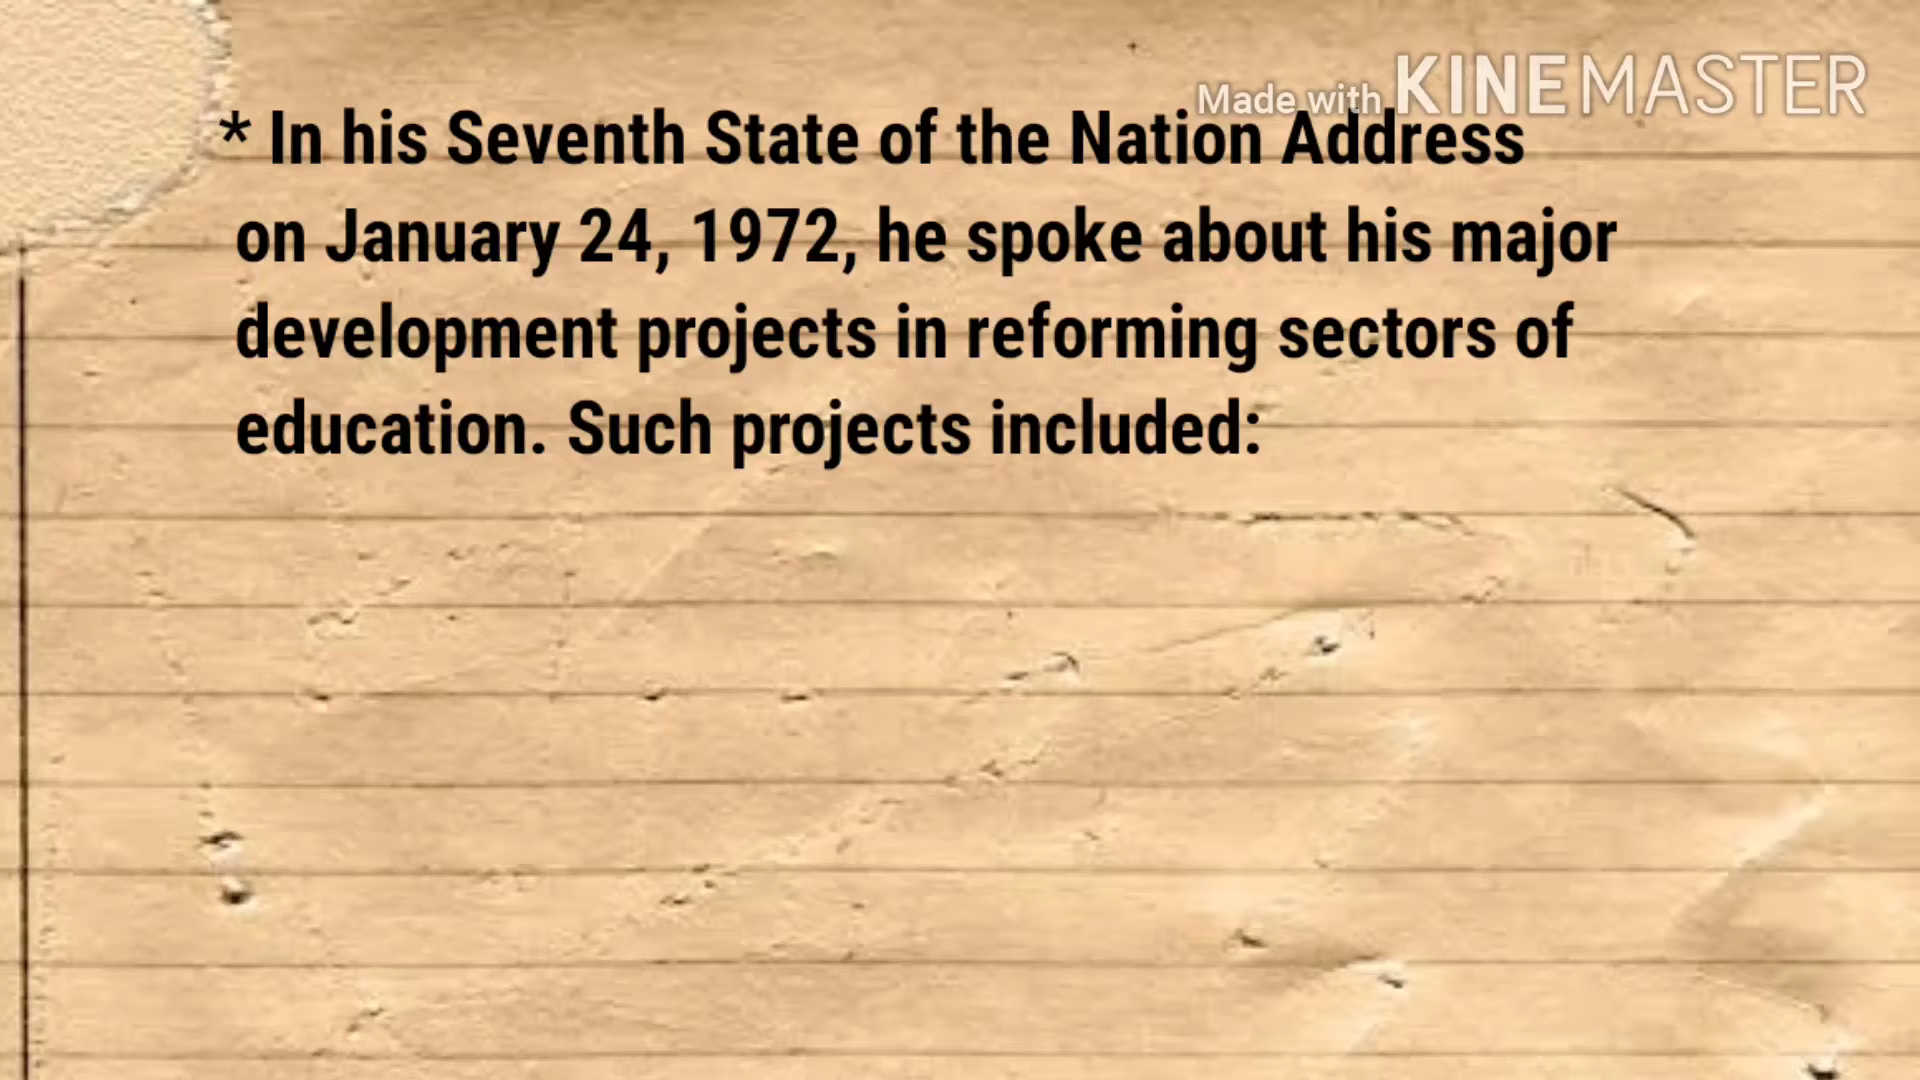 Made with KINEMASTER
* In his Seventh State of the Nation Address
on January 24, 1972, he spoke about his major
development projects in reforming sectors of
education. Such projects included: